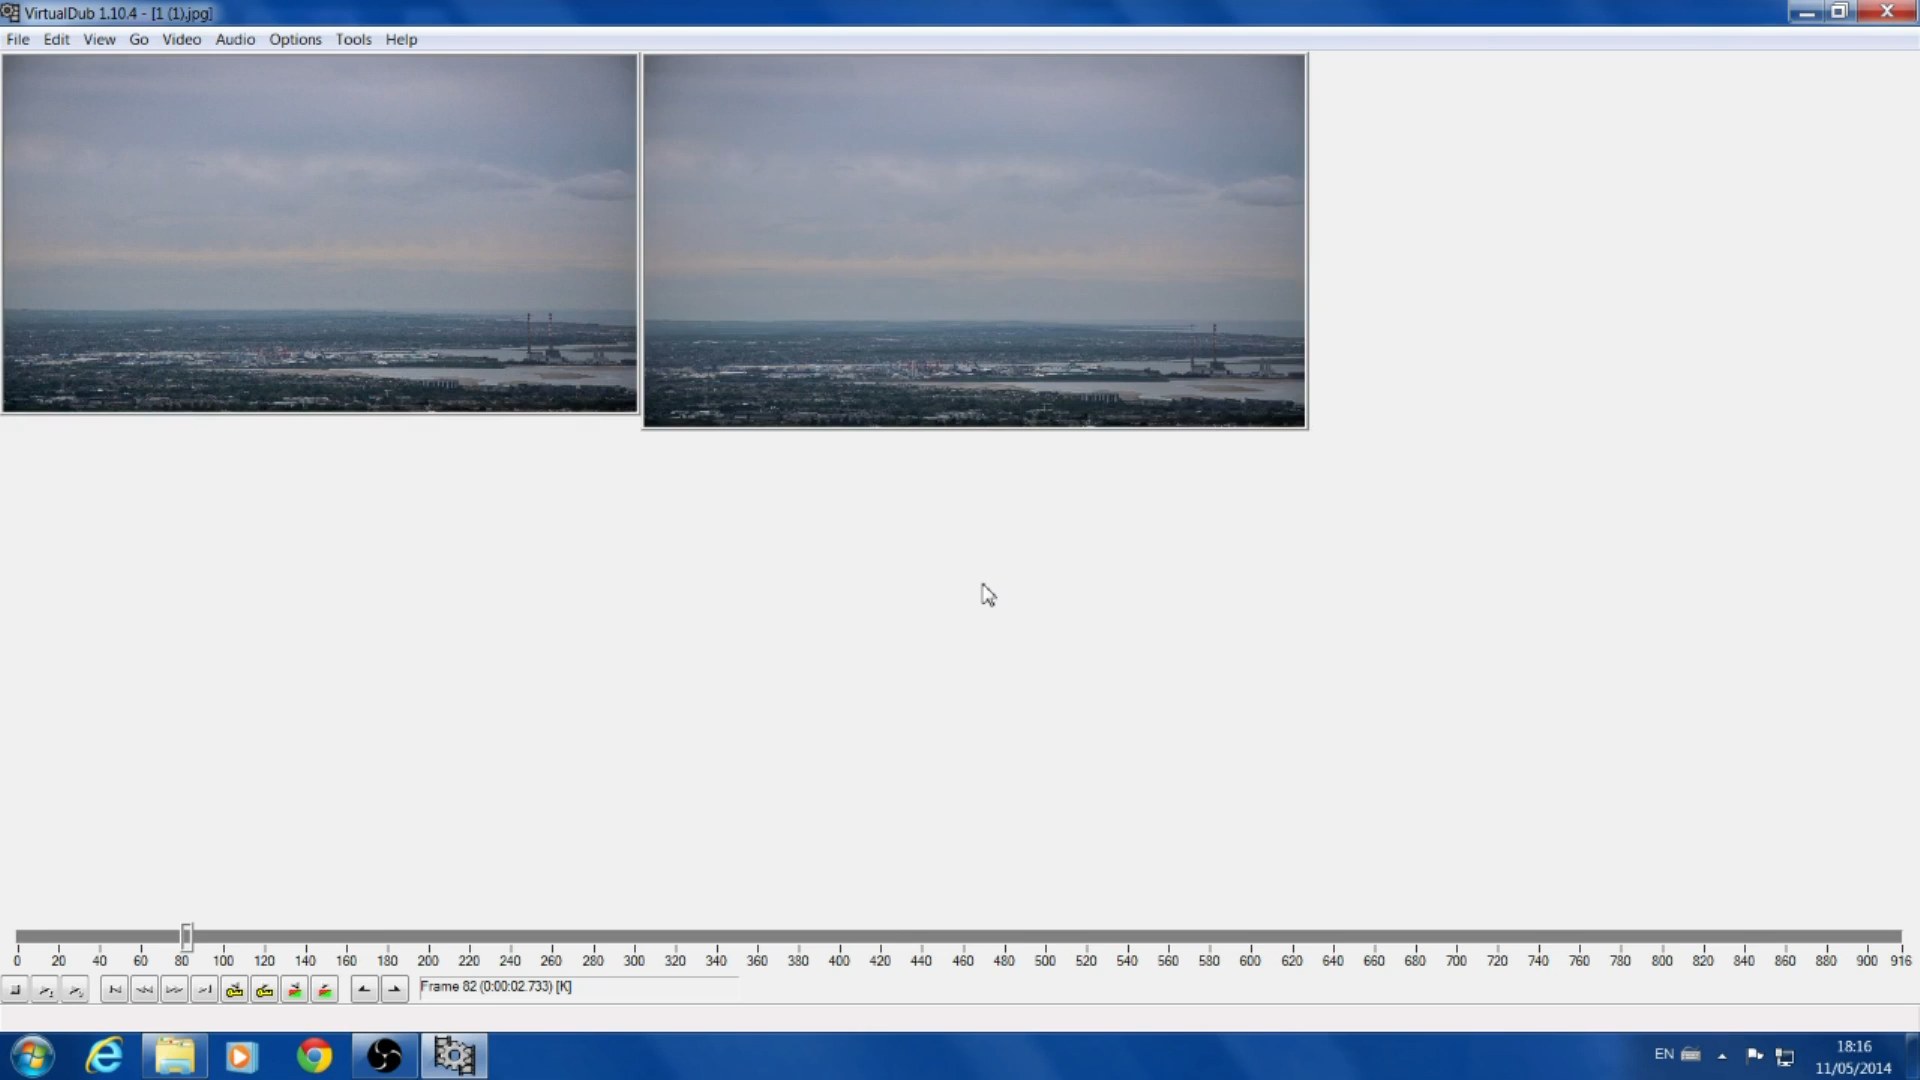 VirtualDub 1.10.4 - [1 (1).jpg]
File Edit View Go Video Audio Options Tools Help
0 20 40 60 80 100 120 140 160 180 200 220 240 260 280 300 320 340 360 380 400 420 440 460 480 500 520 540 560 580 600 620 640 660 680 700 720 740 760 780 800 820 840 860 880 900 916
Frame 82 (0:00:02.733) [K]
EN
18:16
11/05/2014